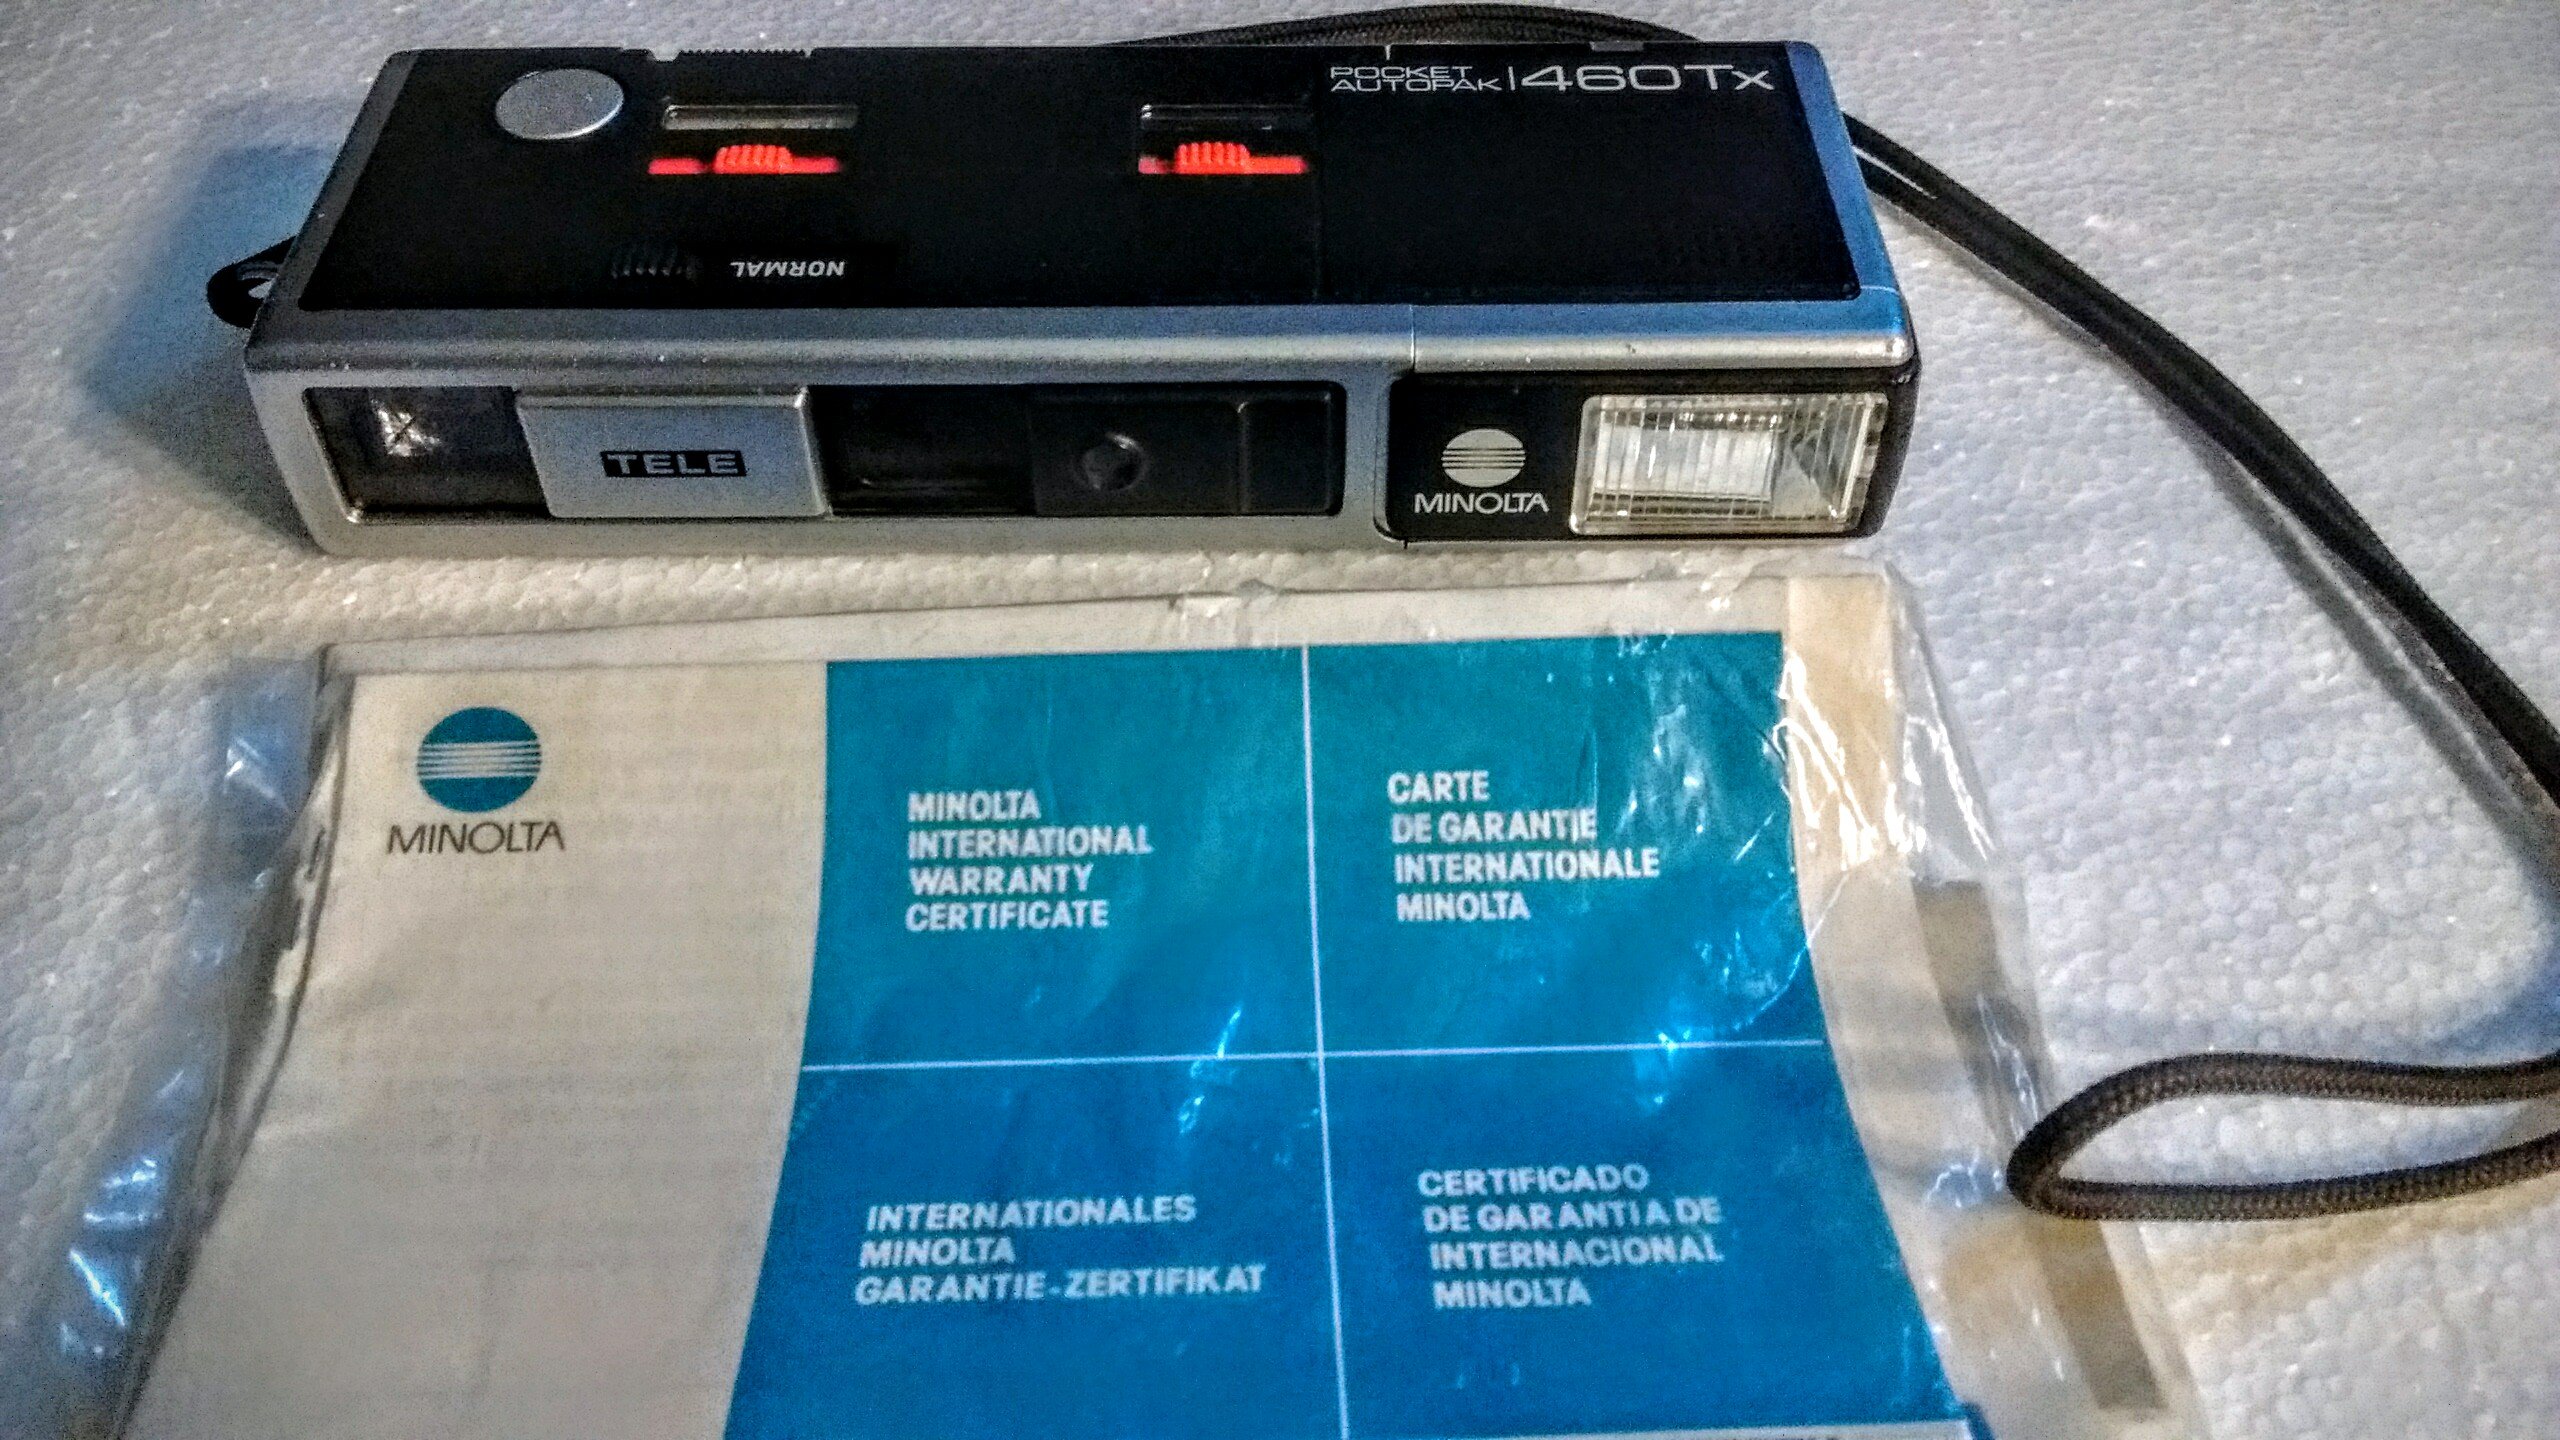 POCKET
AUTOPAK 460Tx
NORMAL
TELE
MINOLTA
MINOLTA
MINOLTA
INTERNATIONAL
WARRANTY
CERTIFICATE
CARTE
DE GARANTIE
INTERNATIONALE
MINOLTA
INTERNATIONALES
MINOLTA
GARANTIE-ZERTIFIKAT
CERTIFICADO
DE GARANTIA DE
INTERNACIONAL
MINOLTA